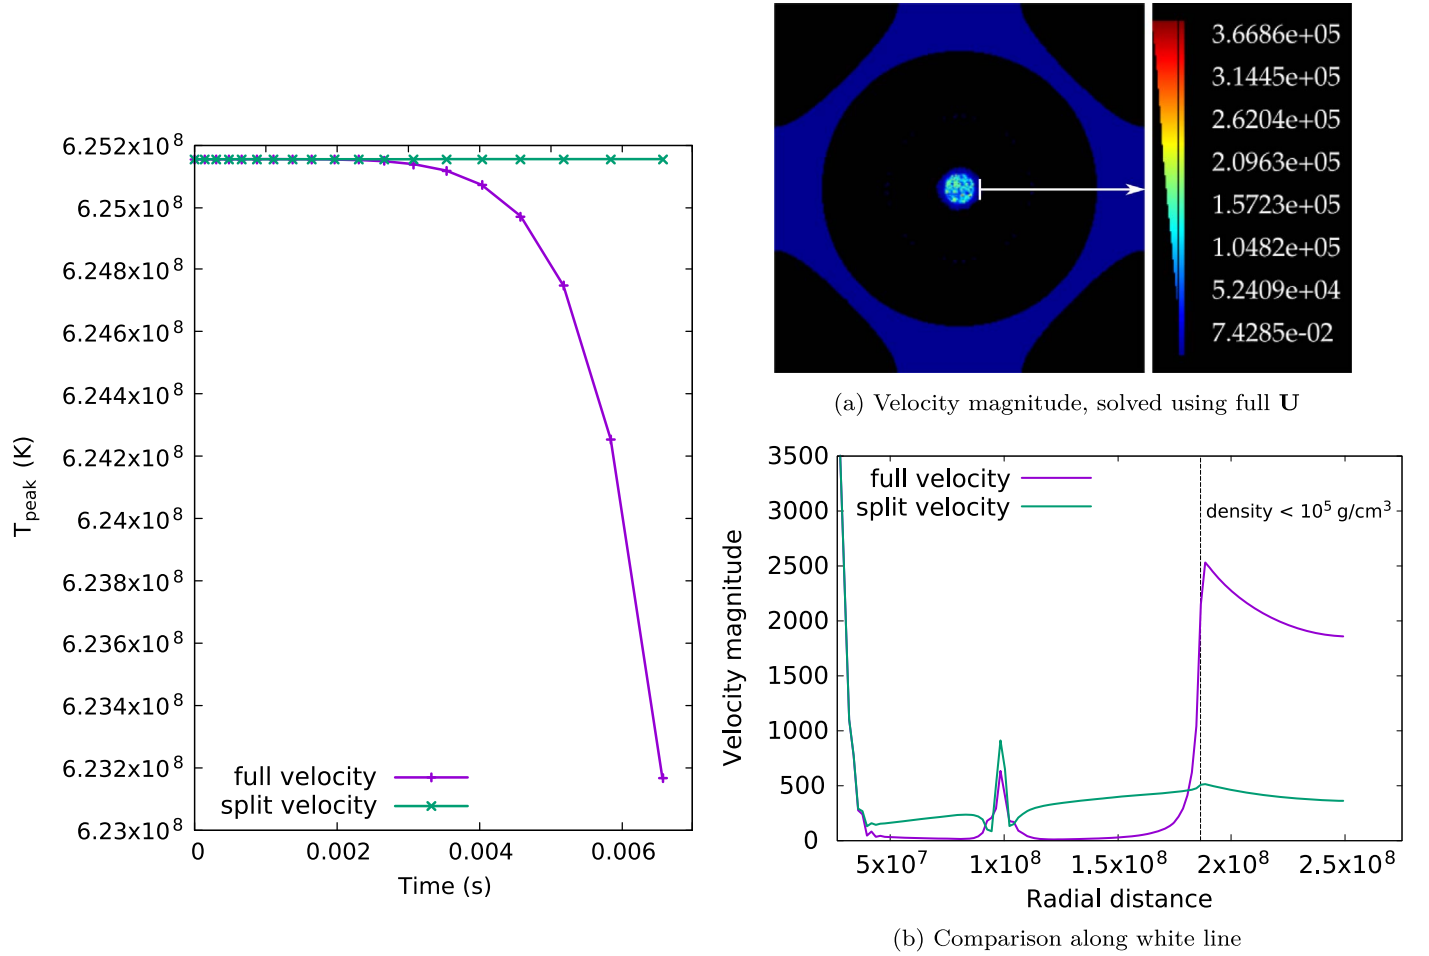 6.252x10^8
6.25x10^8
6.248x10^8
6.246x10^8
6.244x10^8
6.242x10^8
6.24x10^8
6.238x10^8
6.236x10^8
6.234x10^8
6.232x10^8
6.23x10^8
T_peak (K)
full velocity
split velocity
0 0.002 0.004 0.006
Time (s)
3.6686e+05
3.1445e+05
2.6204e+05
2.0963e+05
1.5723e+05
1.0482e+05
5.2409e+04
7.4285e-02
(a) Velocity magnitude, solved using full U
3500
3000
2500
2000
1500
1000
500
0
Velocity magnitude
full velocity
split velocity
density < 10^5 g/cm^3
5x10^7 1x10^8 1.5x10^8 2x10^8 2.5x10^8
Radial distance
(b) Comparison along white line